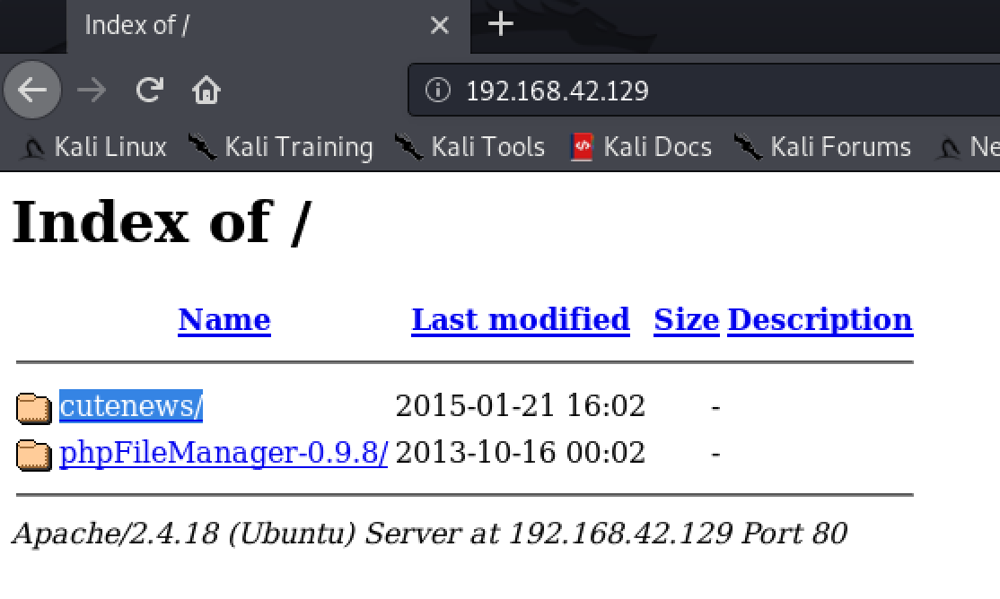 Index of /
192.168.42.129
Kali Linux Kali Training Kali Tools Kali Docs Kali Forums Ne
Index of /
Name Last modified Size Description
cutenews/ 2015-01-21 16:02 -
phpFileManager-0.9.8/ 2013-10-16 00:02 -
Apache/2.4.18 (Ubuntu) Server at 192.168.42.129 Port 80